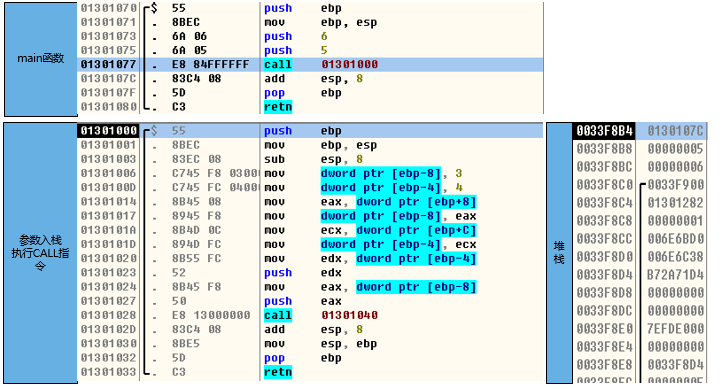 main函数
01301070 $ 55 push ebp
01301071 . 8BEC mov ebp, esp
01301073 . 6A 06 push 6
01301075 . 6A 05 push 5
01301077 . E8 84FFFFFF call 01301000
0130107C . 83C4 08 add esp, 8
0130107F . 5D pop ebp
01301080 . C3 retn
参数入栈
执行CALL指
令
01301000 $ 55 push ebp
01301001 . 8BEC mov ebp, esp
01301003 . 83EC 08 sub esp, 8
01301006 . C745 F8 03000 mov dword ptr [ebp-8], 3
0130100D . C745 FC 04000 mov dword ptr [ebp-4], 4
01301014 . 8B45 08 mov eax, dword ptr [ebp+8]
01301017 . 8945 F8 mov dword ptr [ebp-8], eax
0130101A . 8B4D 0C mov ecx, dword ptr [ebp+C]
0130101D . 894D FC mov dword ptr [ebp-4], ecx
01301020 . 8B55 FC mov edx, dword ptr [ebp-4]
01301023 . 52 push edx
01301024 . 8B45 F8 mov eax, dword ptr [ebp-8]
01301027 . 50 push eax
01301028 . E8 13000000 call 01301040
0130102D . 83C4 08 add esp, 8
01301030 . 8BE5 mov esp, ebp
01301032 . 5D pop ebp
01301033 . C3 retn
堆
栈
0033F8B4 0130107C
0033F8B8 00000005
0033F8BC 00000006
0033F8C0 0033F900
0033F8C4 01301282
0033F8C8 00000001
0033F8CC 006E6BD0
0033F8D0 006E6C38
0033F8D4 B72A71D4
0033F8D8 00000000
0033F8DC 00000000
0033F8E0 7EFDE000
0033F8E4 00000000
0033F8E8 0033F8D4